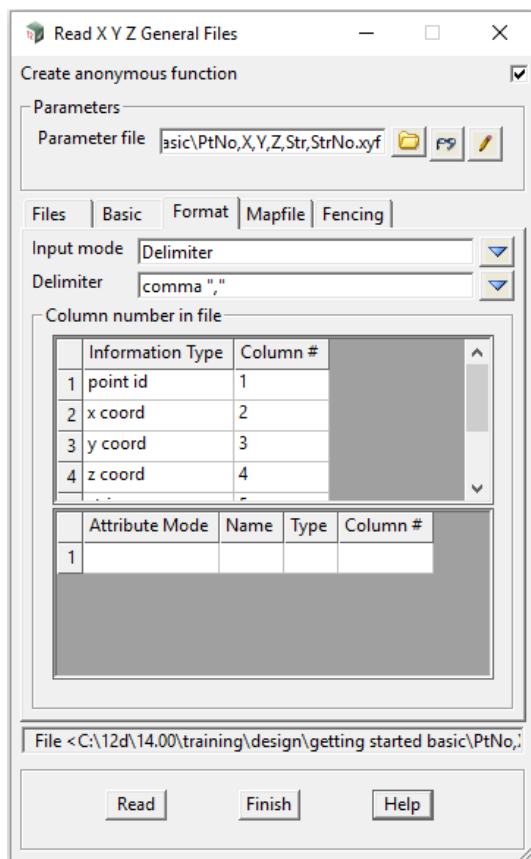 Read X Y Z General Files
Create anonymous function
Parameters
Parameter file asic\PtNo,X,Y,Z,Str,StrNo.xyf
Files Basic Format Mapfile Fencing
Input mode Delimiter
Delimiter comma ","
Column number in file
Information Type Column #
1 point id 1
2 x coord 2
3 y coord 3
4 z coord 4
Attribute Mode Name Type Column #
1
File <C:\12d\14.00\training\design\getting started basic\PtNo,
Read Finish Help